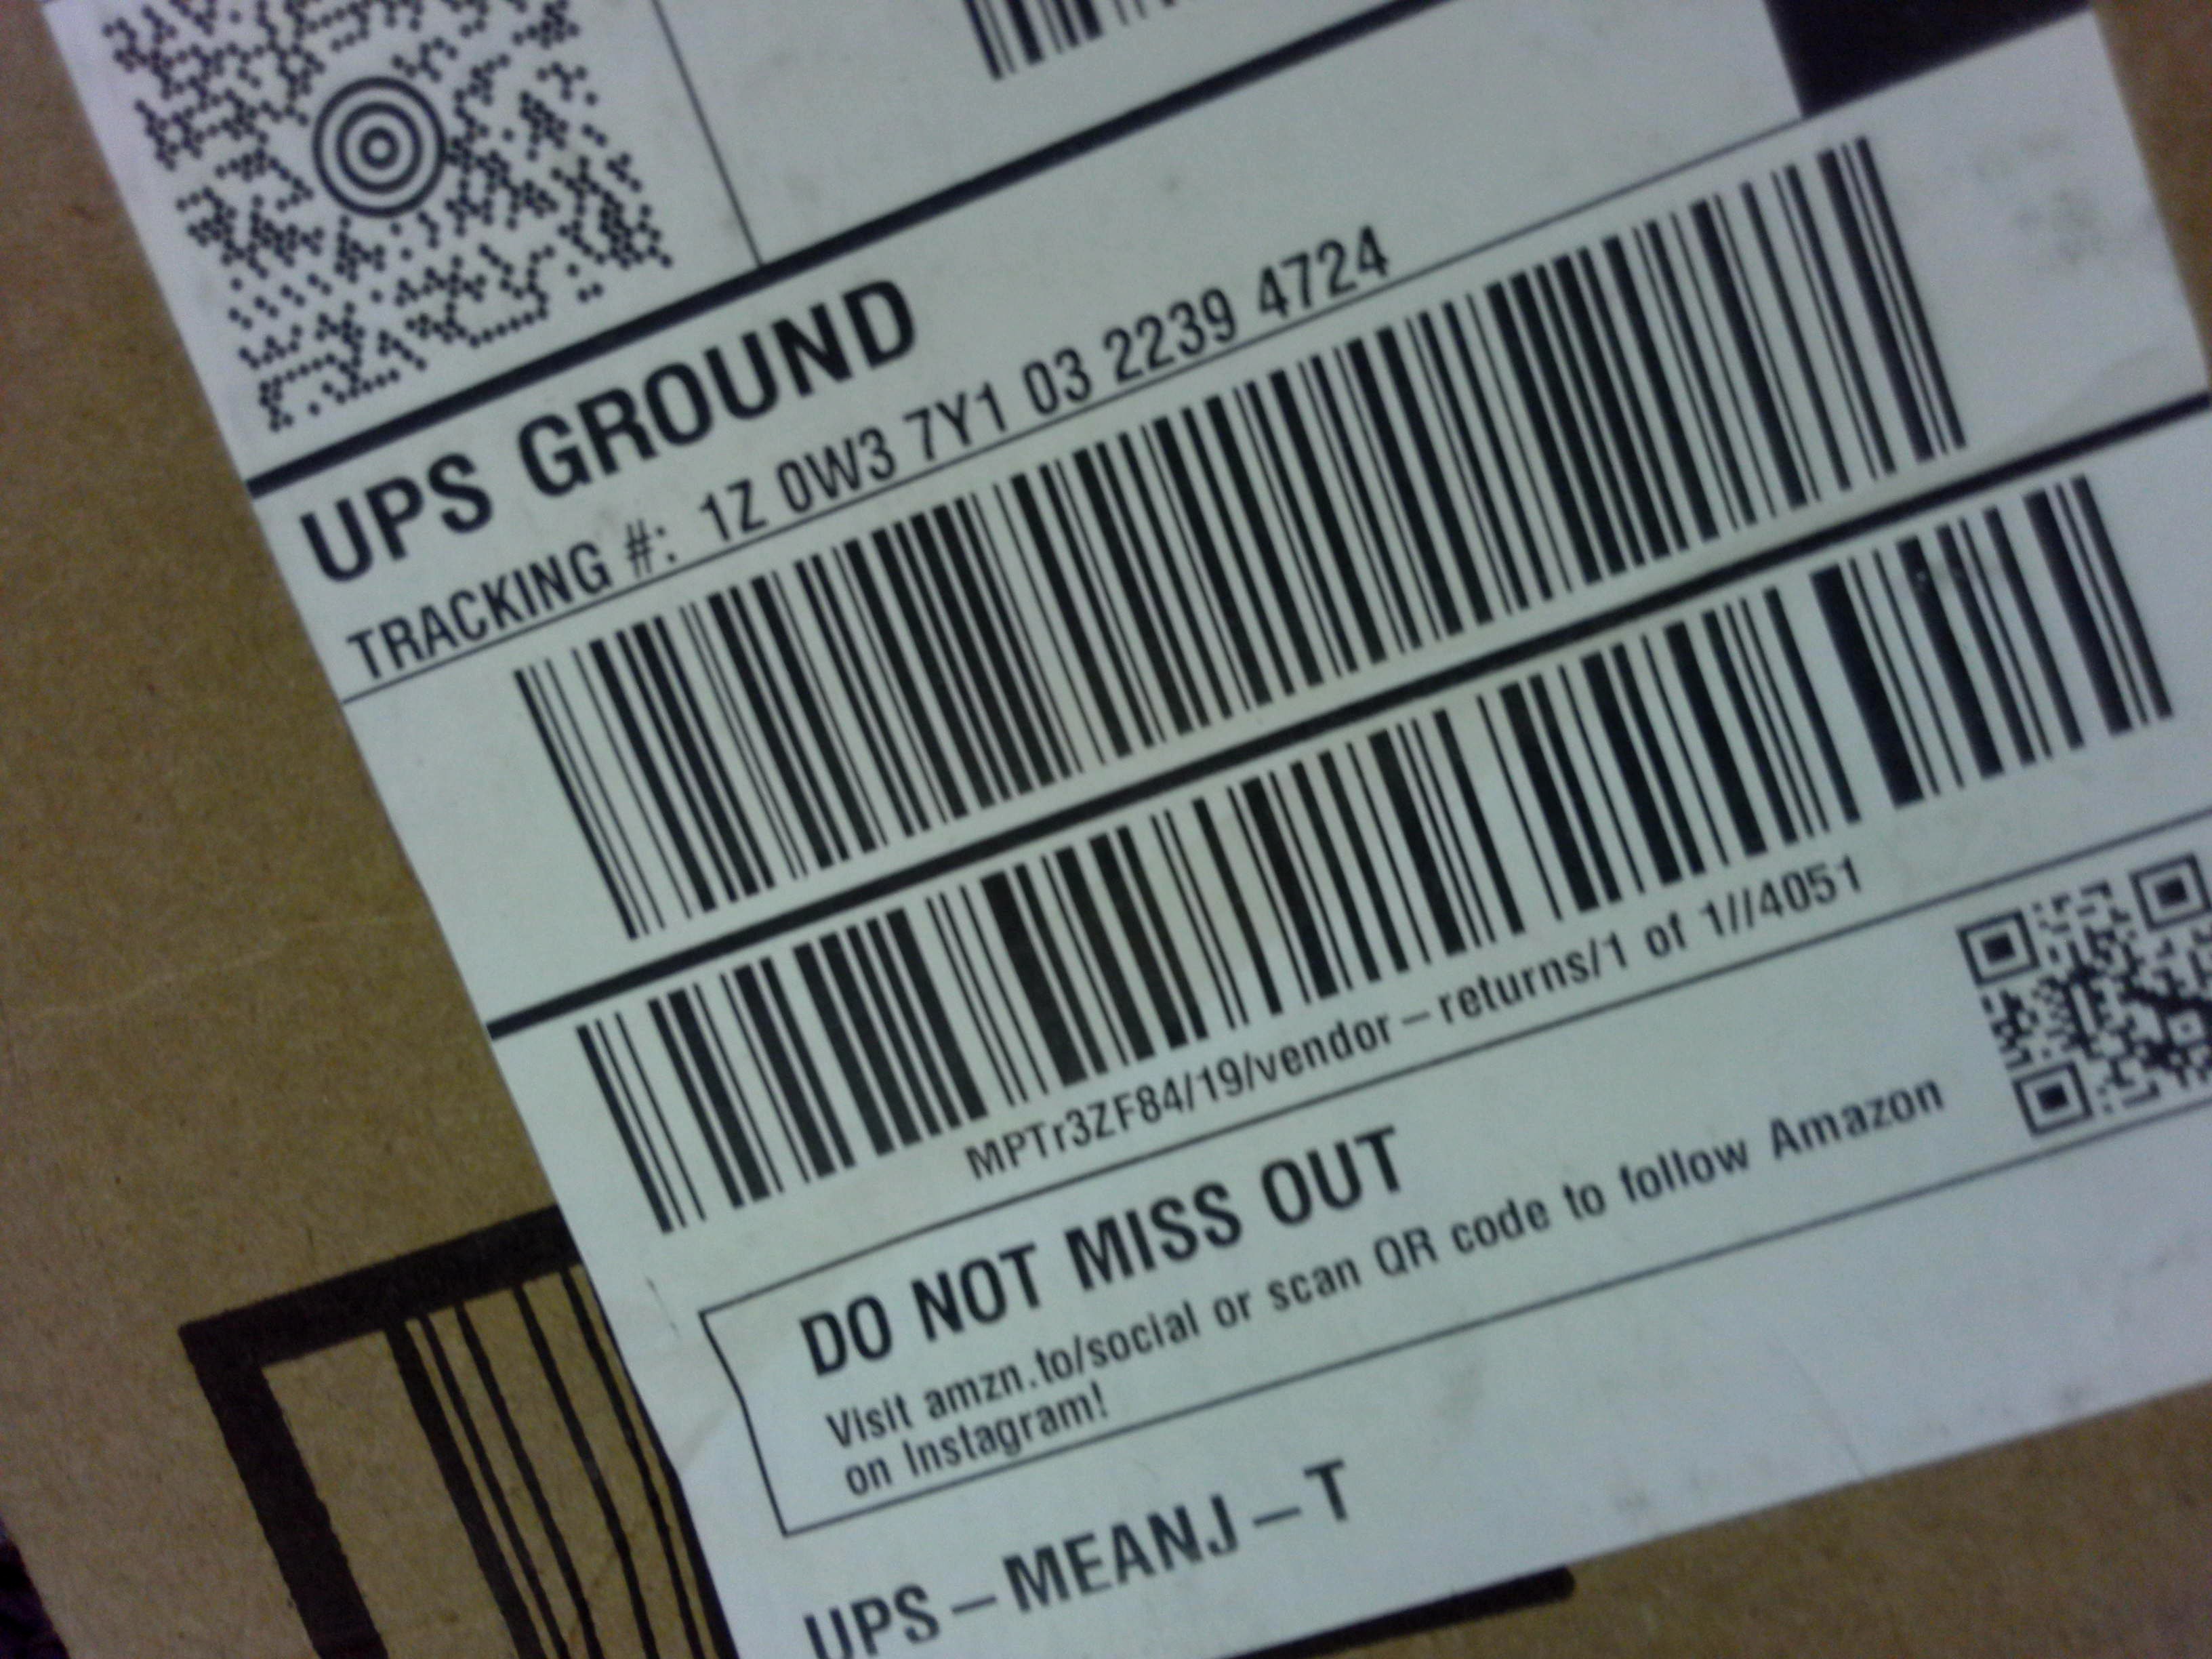 UPS GROUND
TRACKING #: 1Z 0W3 7Y1 03 2239 4724
MPTr3ZF84/19/vendor-returns/1 of 1//4051
DO NOT MISS OUT
Visit amzn.to/social or scan QR code to follow Amazon
on Instagram!
UPS-MEANJ-T